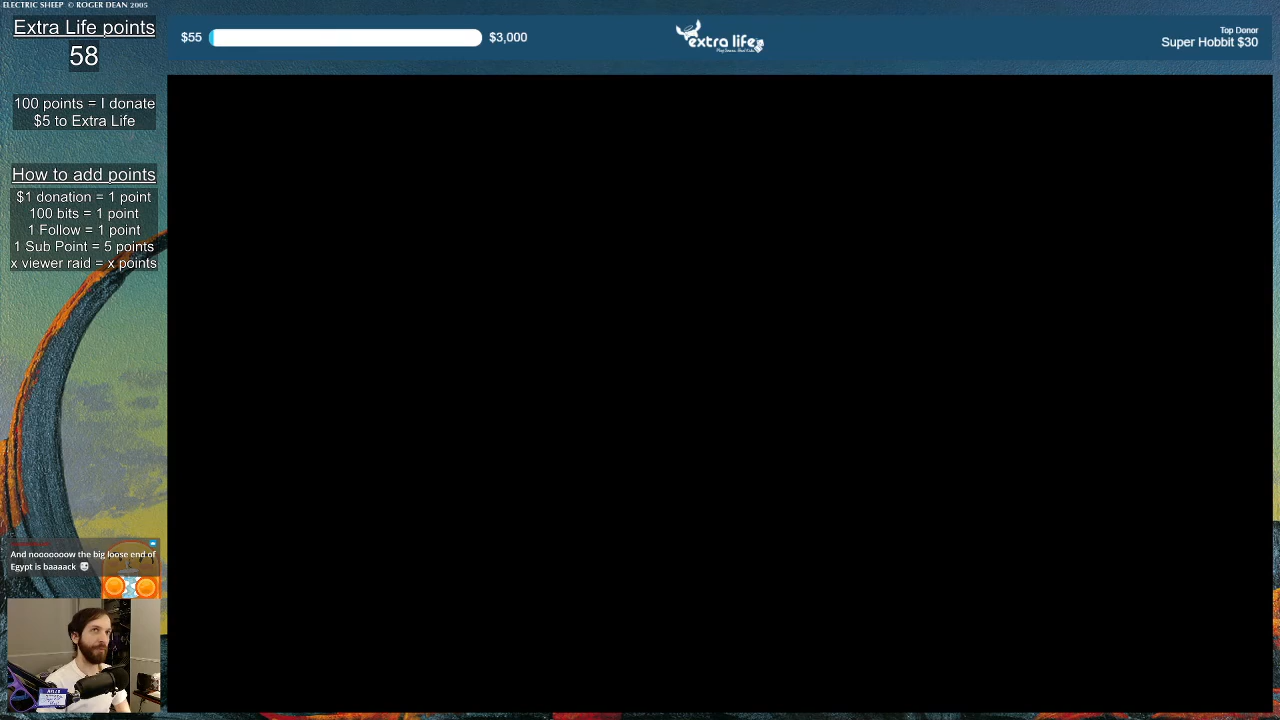 ELECTRIC SHEEP © ROGER DEAN 2005
Extra Life points
58
100 points = I donate
$5 to Extra Life
How to add points
$1 donation = 1 point
100 bits = 1 point
1 Follow = 1 point
1 Sub Point = 5 points
x viewer raid = x points
$55
$3,000
extra life
Top Donor
Super Hobbit $30
And nooooooow the big loose end of
Egypt is baaaack